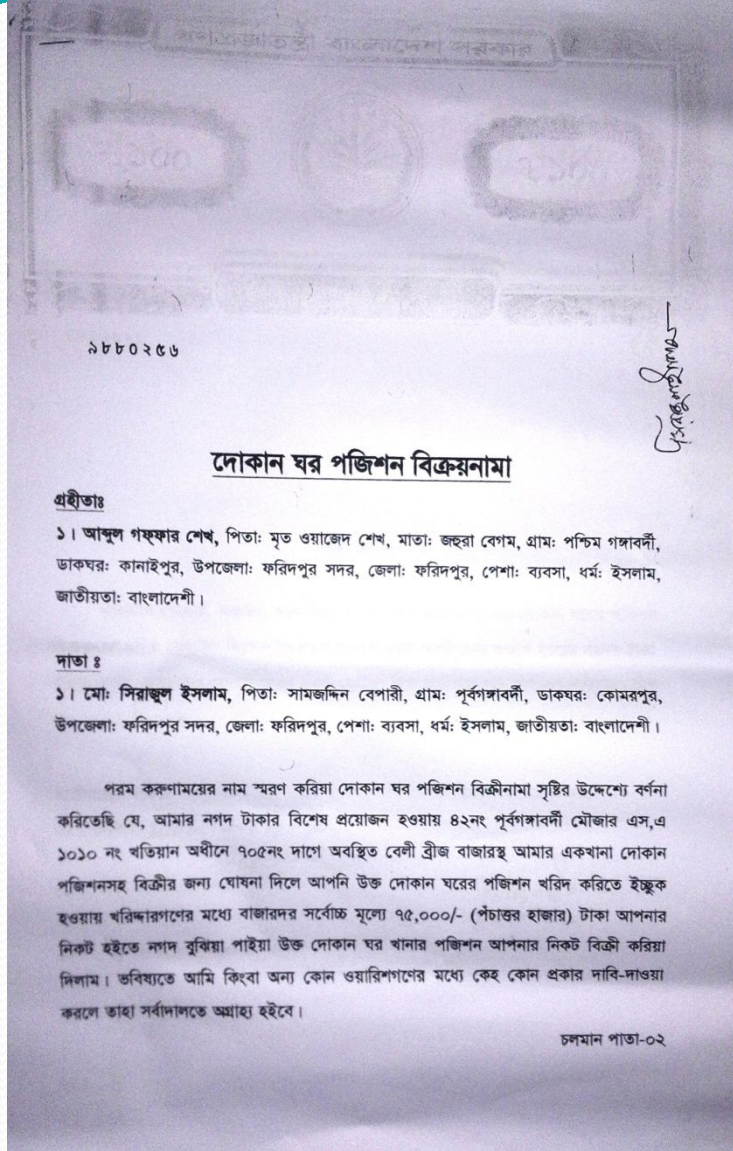 গণপ্রজাতন্ত্রী বাংলাদেশ সরকার
৯৮৮০২৫৬
দোকান ঘর পজিশন বিক্রয়নামা
গ্রহীতাঃ
১। আব্দুল গফ্ফার শেখ, পিতা: মৃত ওয়াজেদ শেখ, মাতা: জহুরা বেগম, গ্রাম: পশ্চিম গঙ্গাবর্দী,
ডাকঘর: কানাইপুর, উপজেলা: ফরিদপুর সদর, জেলা: ফরিদপুর, পেশা: ব্যবসা, ধর্ম: ইসলাম,
জাতীয়তা: বাংলাদেশী।
দাতা ঃ
১। মো: সিরাজুল ইসলাম, পিতা: সামজদ্দিন বেপারী, গ্রাম: পূর্বগঙ্গাবর্দী, ডাকঘর: কোমরপুর,
উপজেলা: ফরিদপুর সদর, জেলা: ফরিদপুর, পেশা: ব্যবসা, ধর্ম: ইসলাম, জাতীয়তা: বাংলাদেশী।
পরম করুণাময়ের নাম স্মরণ করিয়া দোকান ঘর পজিশন বিক্রীনামা সৃষ্টির উদ্দেশ্যে বর্ণনা
করিতেছি যে, আমার নগদ টাকার বিশেষ প্রয়োজন হওয়ায় ৪২নং পূর্বগঙ্গাবর্দী মৌজার এস,এ
১০১০ নং খতিয়ান অধীনে ৭০৫নং দাগে অবস্থিত বেলী ব্রীজ বাজারস্থ আমার একখানা দোকান
পজিশনসহ বিক্রীর জন্য ঘোষনা দিলে আপনি উক্ত দোকান ঘরের পজিশন খরিদ করিতে ইচ্ছুক
হওয়ায় খরিদ্দারগণের মধ্যে বাজারদর সর্বোচ্চ মূল্যে ৭৫,০০০/- (পঁচাত্তর হাজার) টাকা আপনার
নিকট হইতে নগদ বুঝিয়া পাইয়া উক্ত দোকান ঘর খানার পজিশন আপনার নিকট বিক্রী করিয়া
দিলাম। ভবিষ্যতে আমি কিংবা অন্য কোন ওয়ারিশগণের মধ্যে কেহ কোন প্রকার দাবি-দাওয়া
করলে তাহা সর্বাদালতে অগ্রাহ্য হইবে।
চলমান পাতা-০২